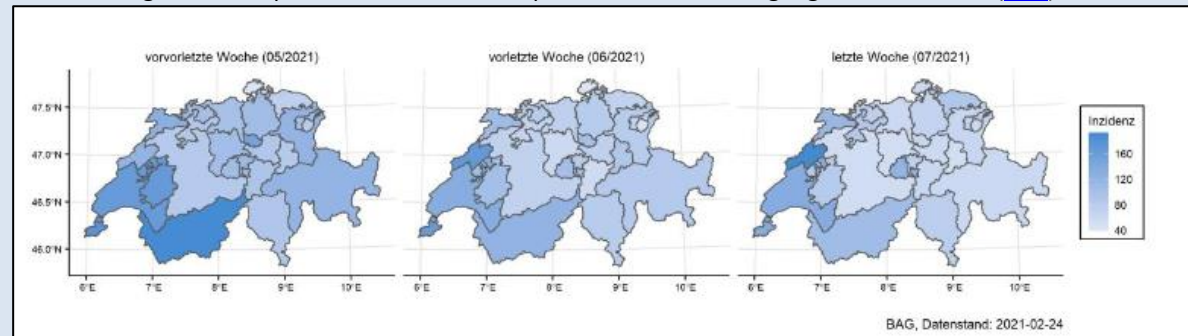 vorvorletzte Woche (05/2021)
vorletzte Woche (06/2021)
letzte Woche (07/2021)
47.5°N
47.0°N
46.5°N
46.0°N
6°E 7°E 8°E 9°E 10°E
6°E 7°E 8°E 9°E 10°E
6°E 7°E 8°E 9°E 10°E
Inzidenz
160
120
80
40
BAG, Datenstand: 2021-02-24